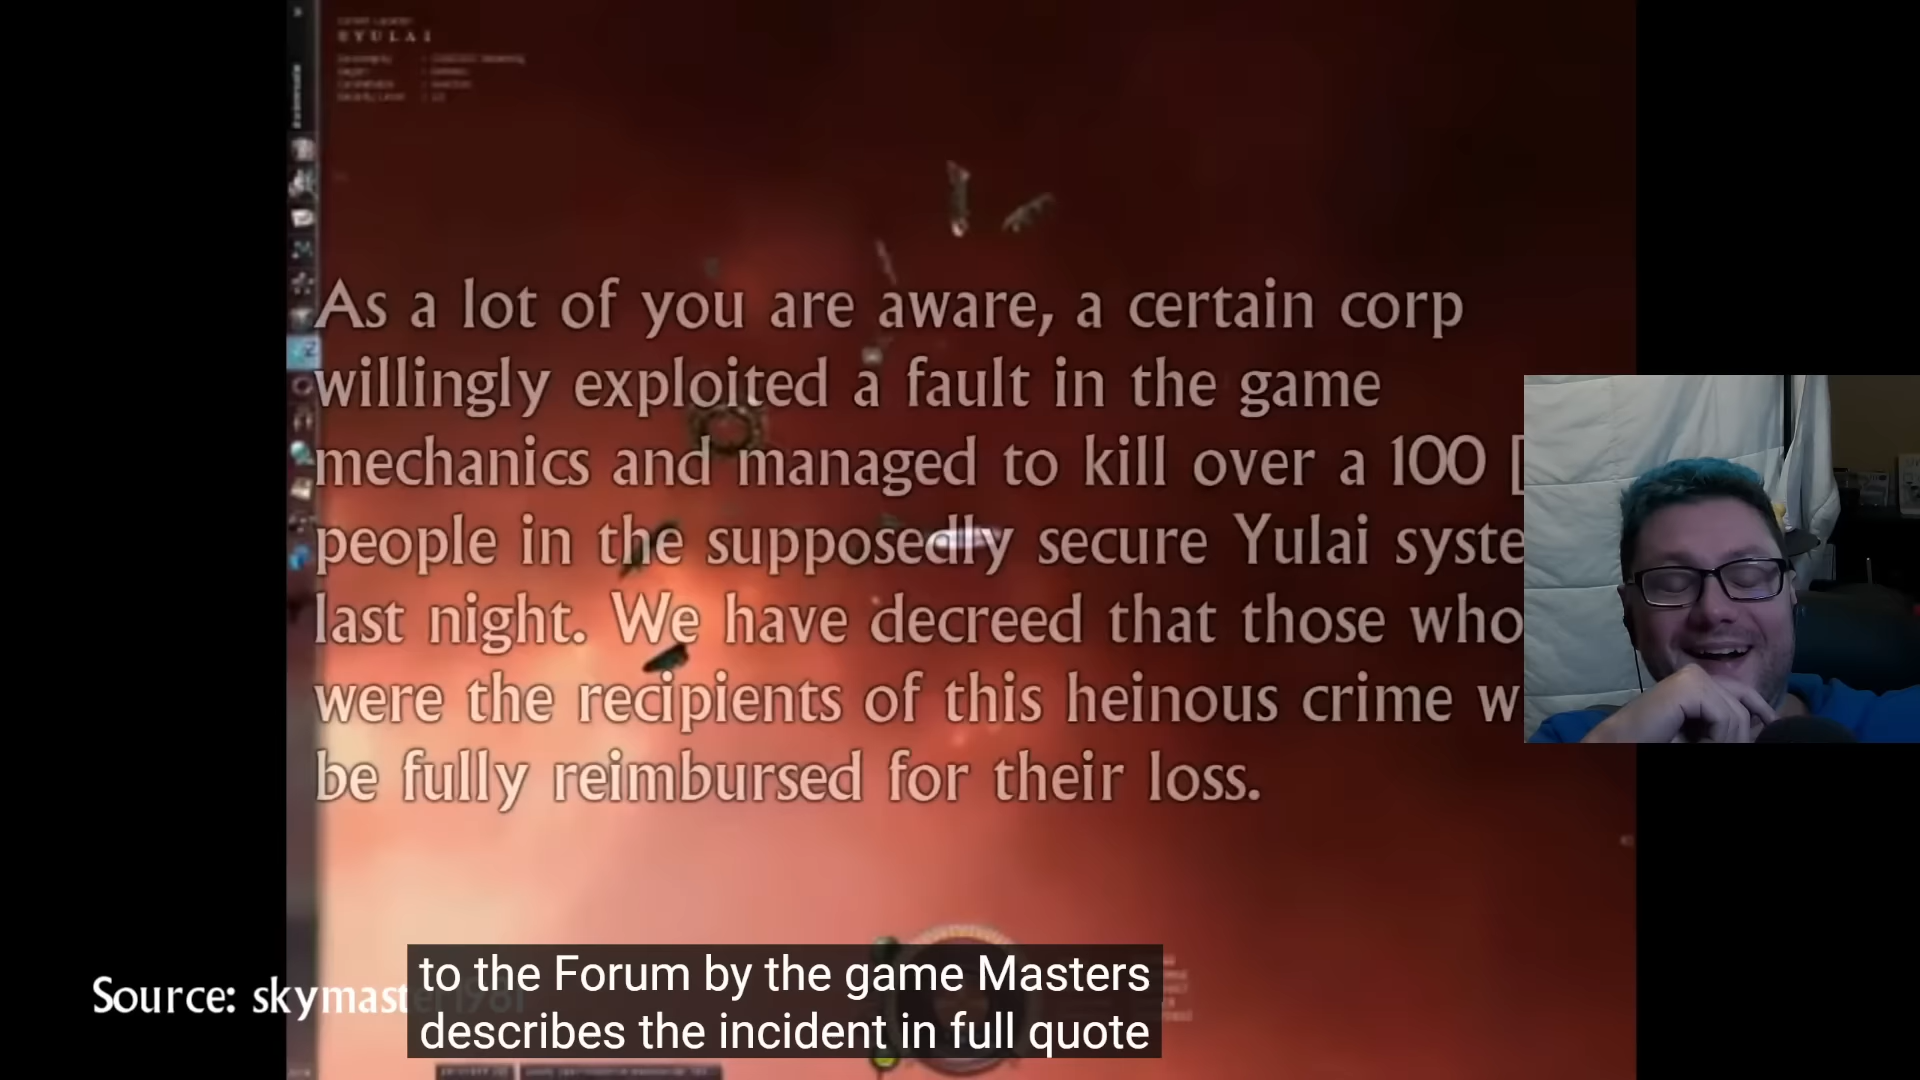 YULAI
As a lot of you are aware, a certain corp
willingly exploited a fault in the game
mechanics and managed to kill over a 100 [
people in the supposedly secure Yulai syste
last night. We have decreed that those who
were the recipients of this heinous crime w
be fully reimbursed for their loss.
Source: skymaster1981
to the Forum by the game Masters
describes the incident in full quote